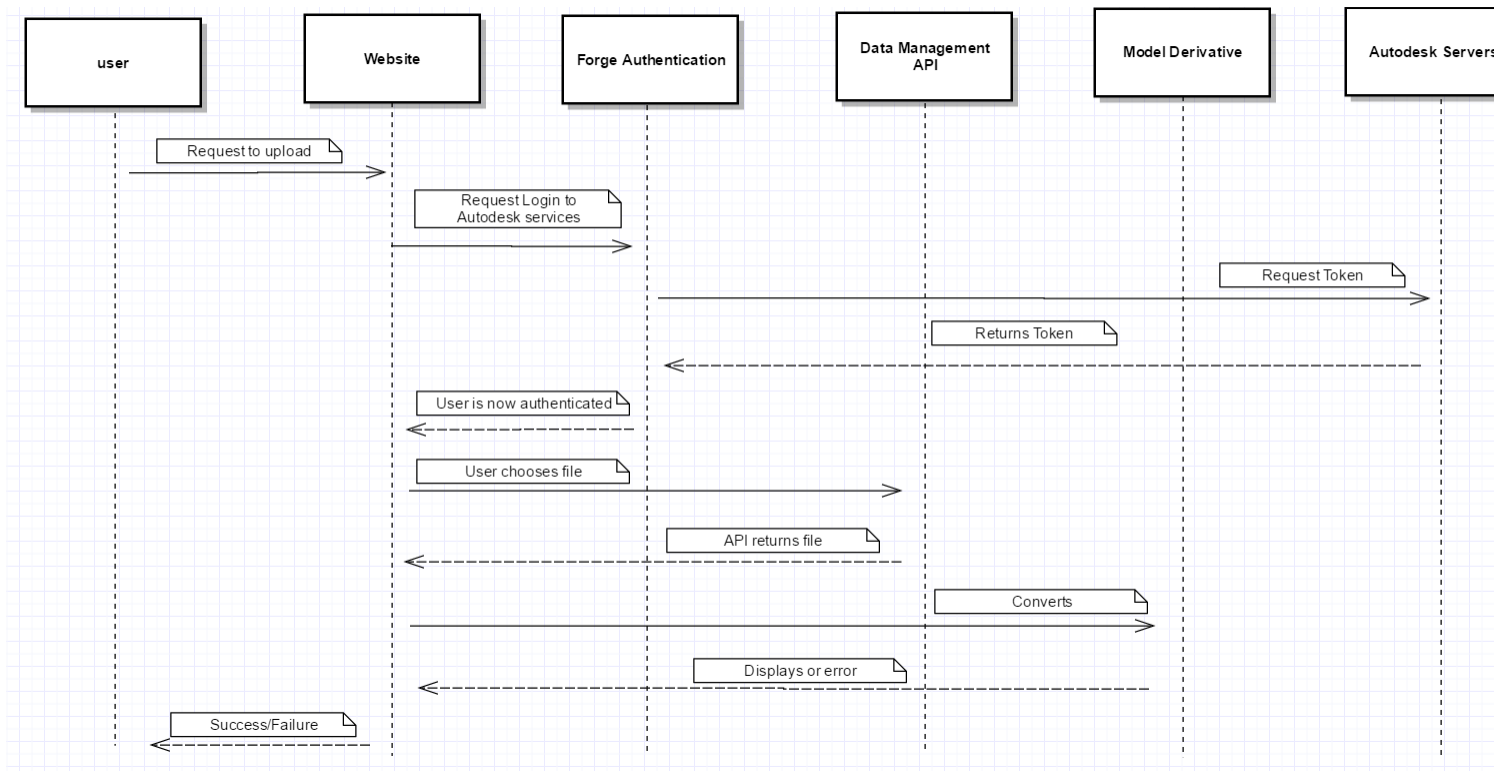 user
Website
Forge Authentication
Data Management
API
Model Derivative
Autodesk Servers
Request to upload
Request Login to
Autodesk services
Request Token
Returns Token
User is now authenticated
User chooses file
API returns file
Converts
Displays or error
Success/Failure